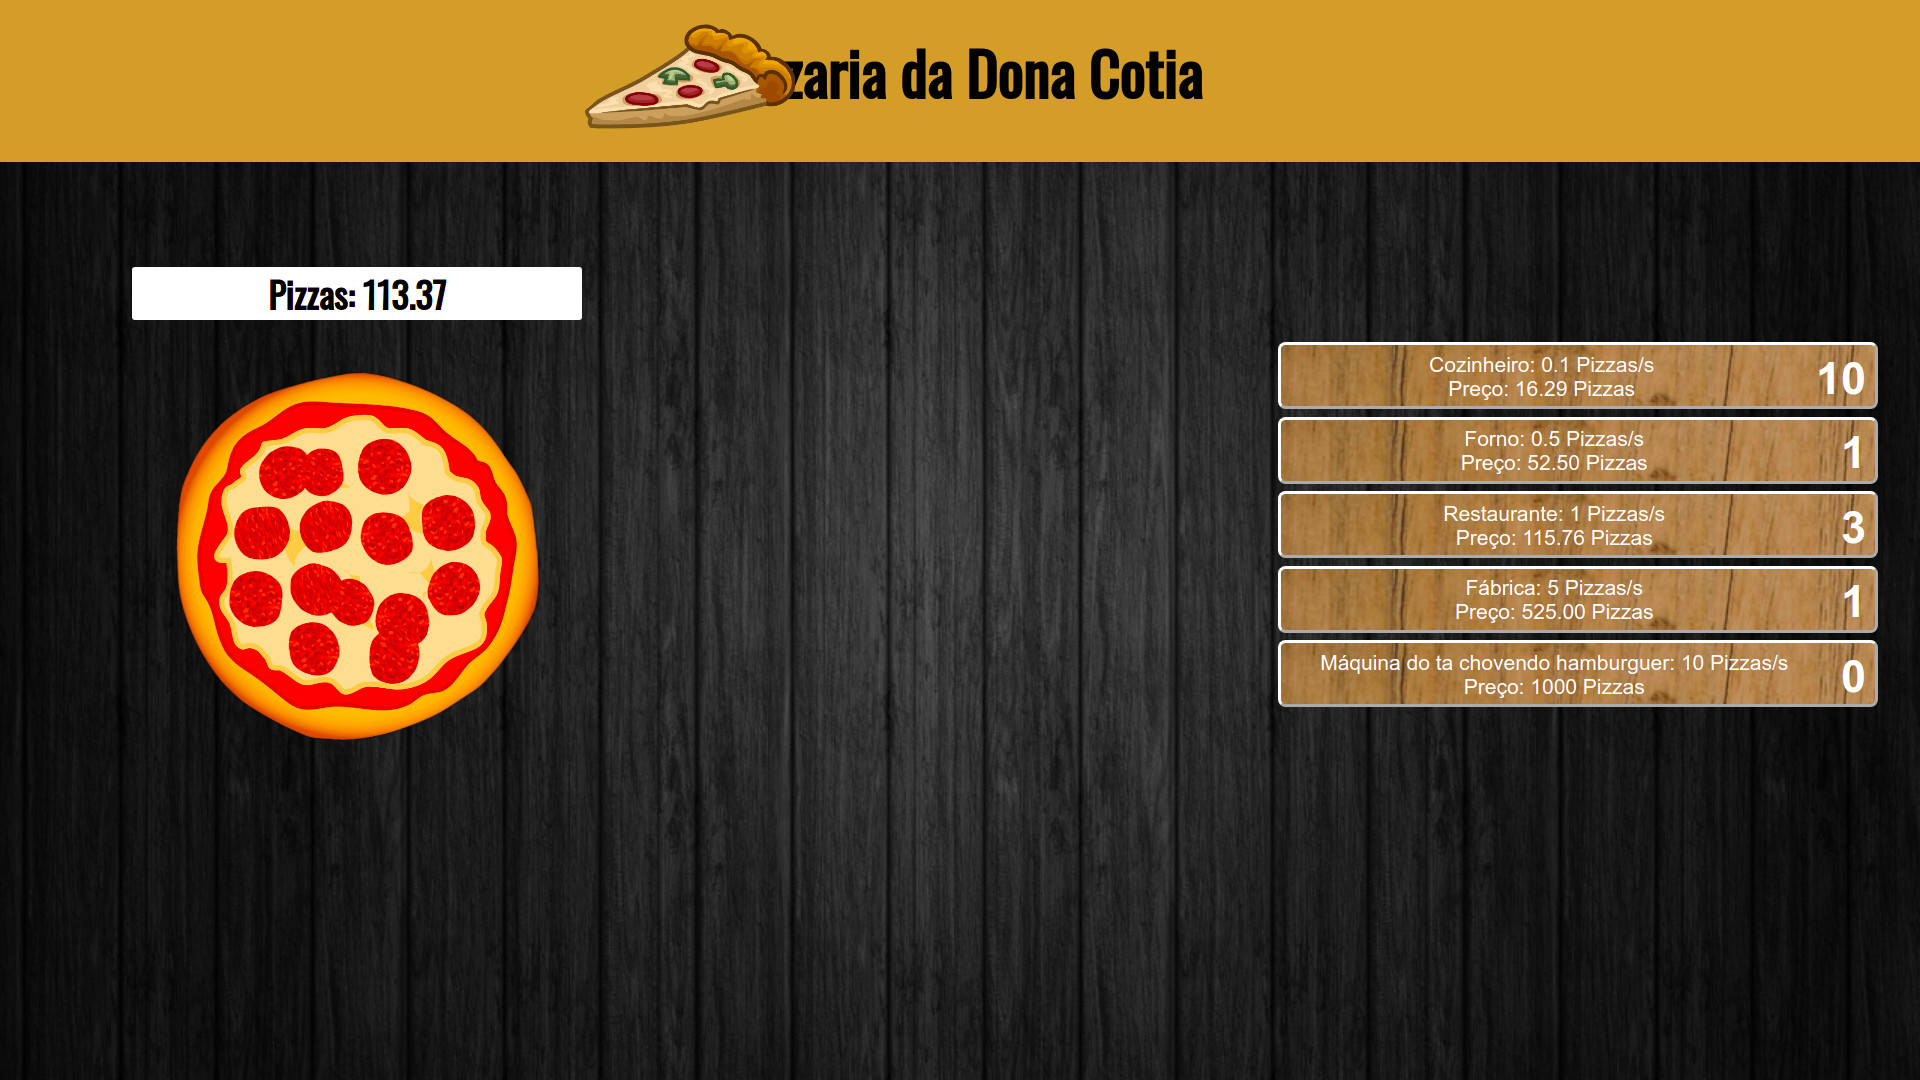 zaria da Dona Cotia
Pizzas: 113.37
Cozinheiro: 0.1 Pizzas/s
Preço: 16.29 Pizzas
10
Forno: 0.5 Pizzas/s
Preço: 52.50 Pizzas
1
Restaurante: 1 Pizzas/s
Preço: 115.76 Pizzas
3
Fábrica: 5 Pizzas/s
Preço: 525.00 Pizzas
1
Máquina do ta chovendo hamburguer: 10 Pizzas/s
Preço: 1000 Pizzas
0